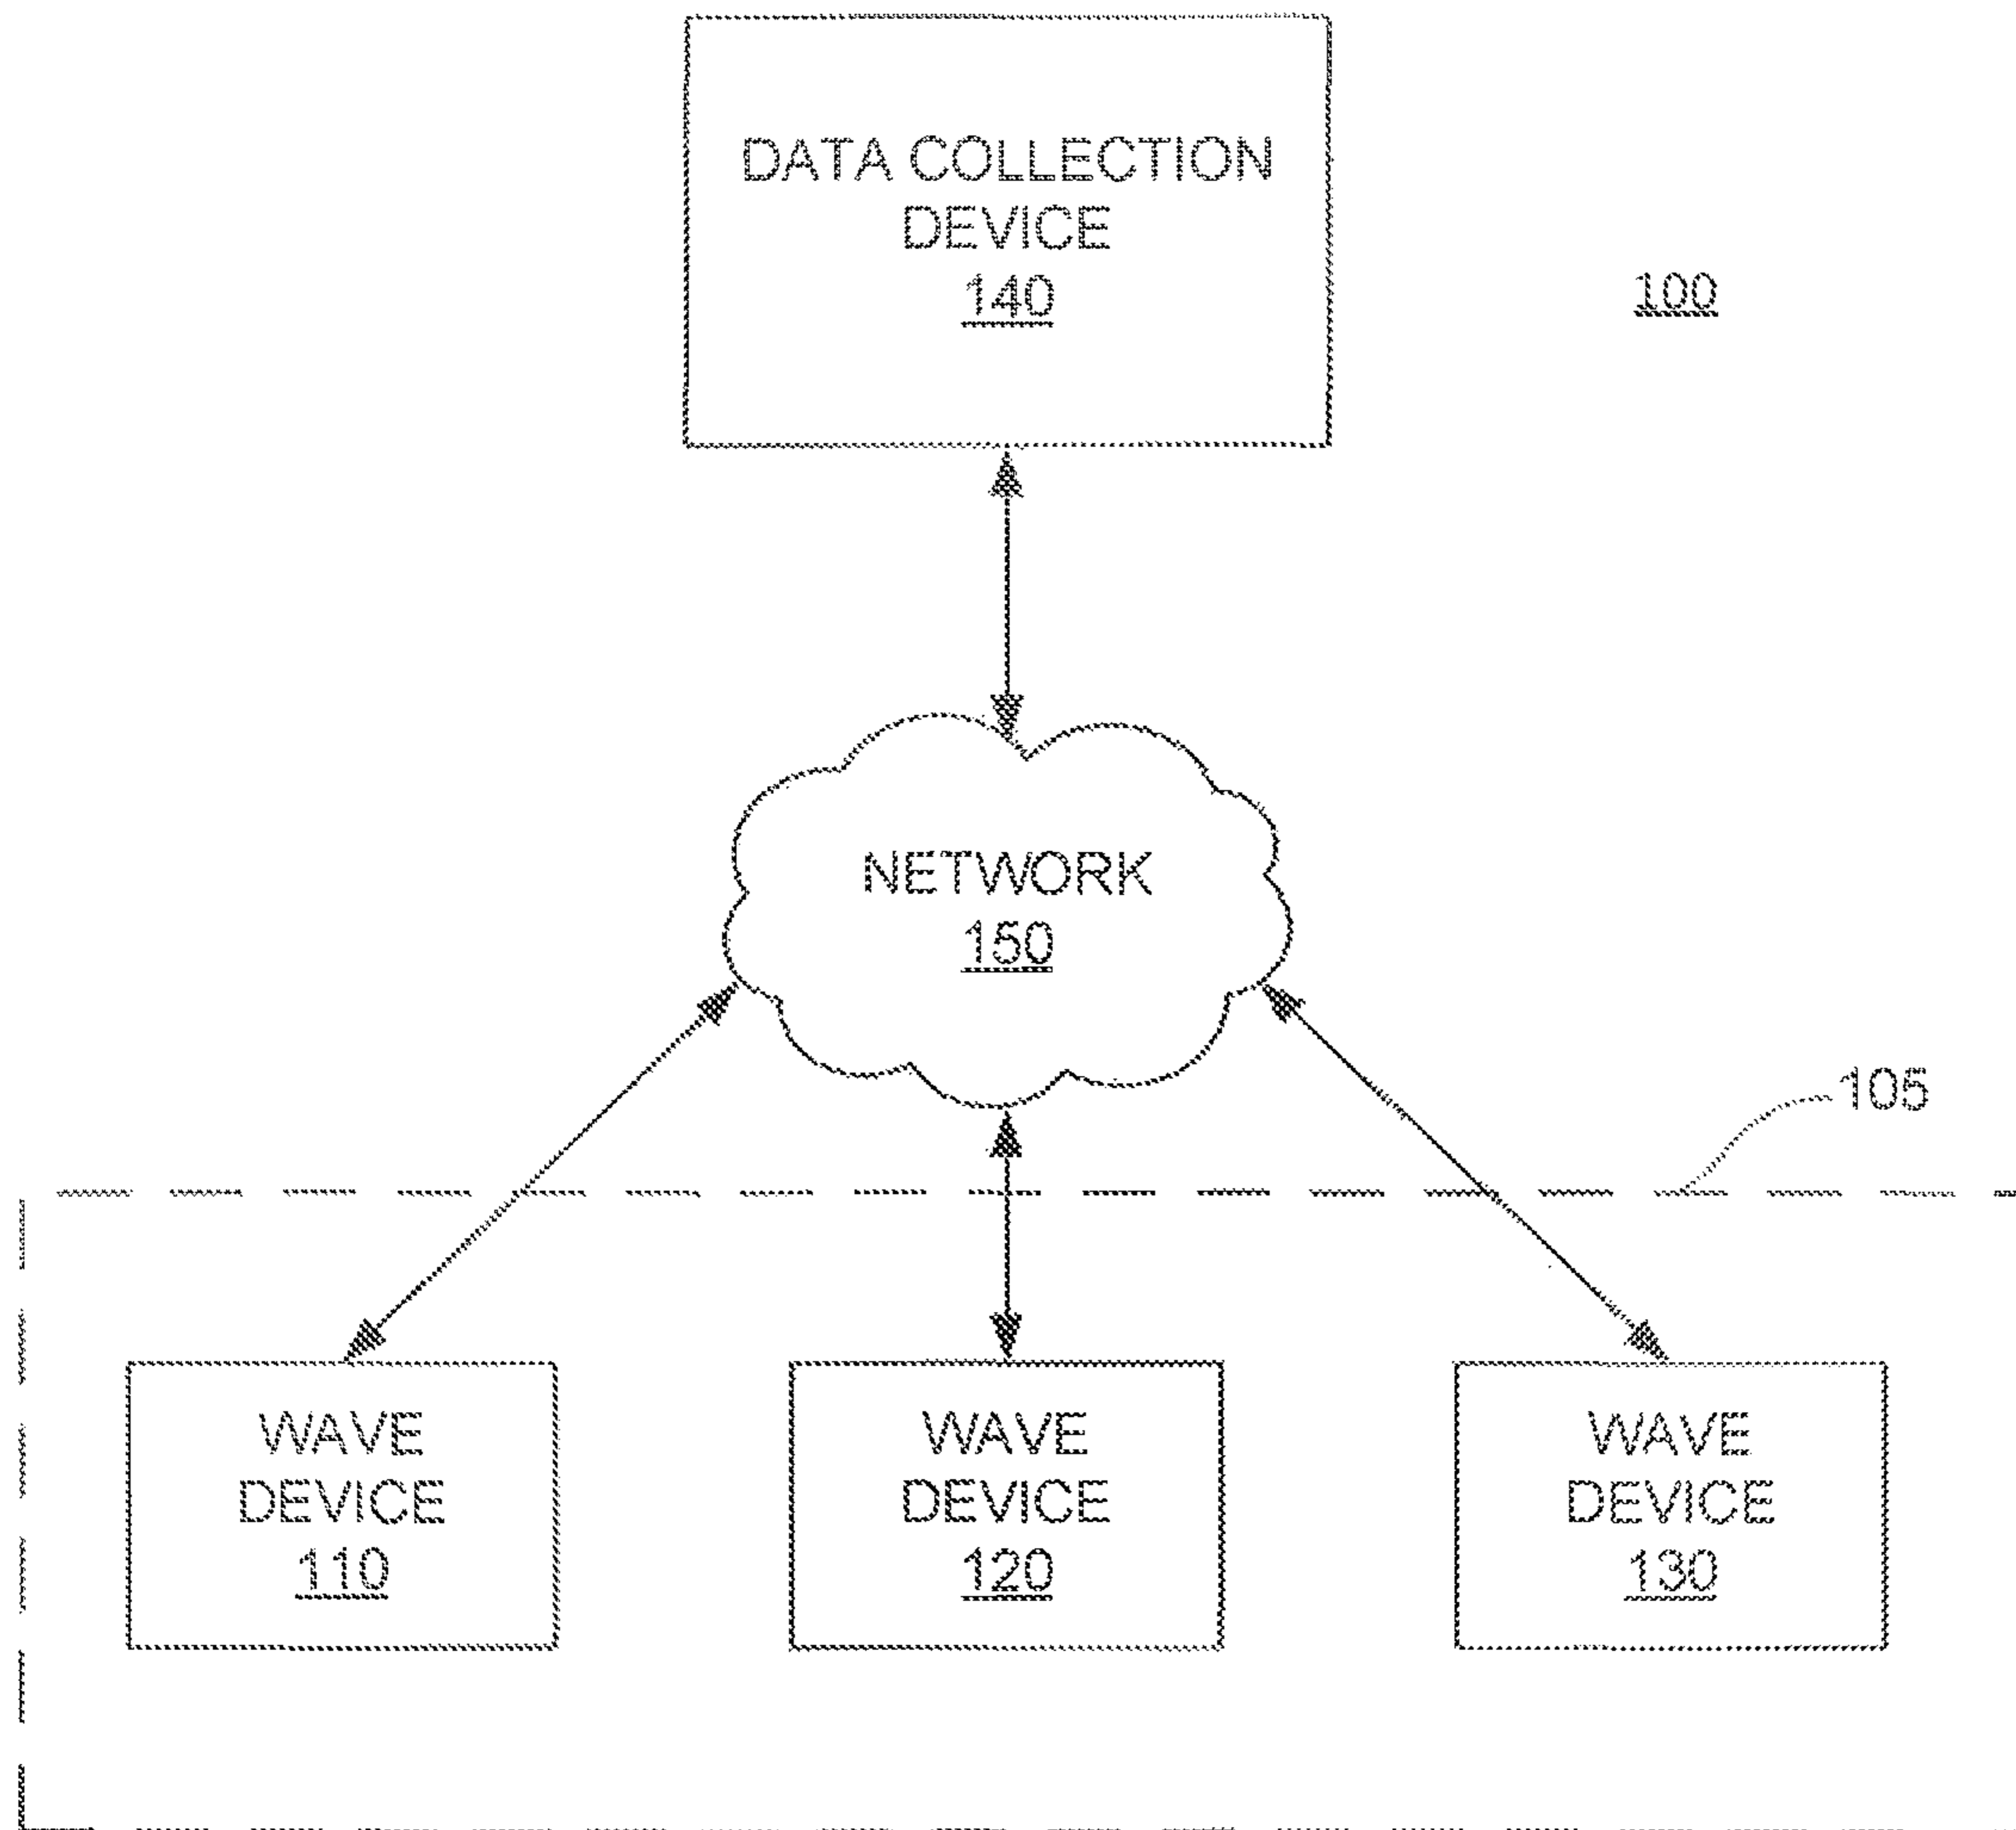 DATA COLLECTION
DEVICE
140
100
NETWORK
150
105
WAVE
DEVICE
110
WAVE
DEVICE
120
WAVE
DEVICE
130